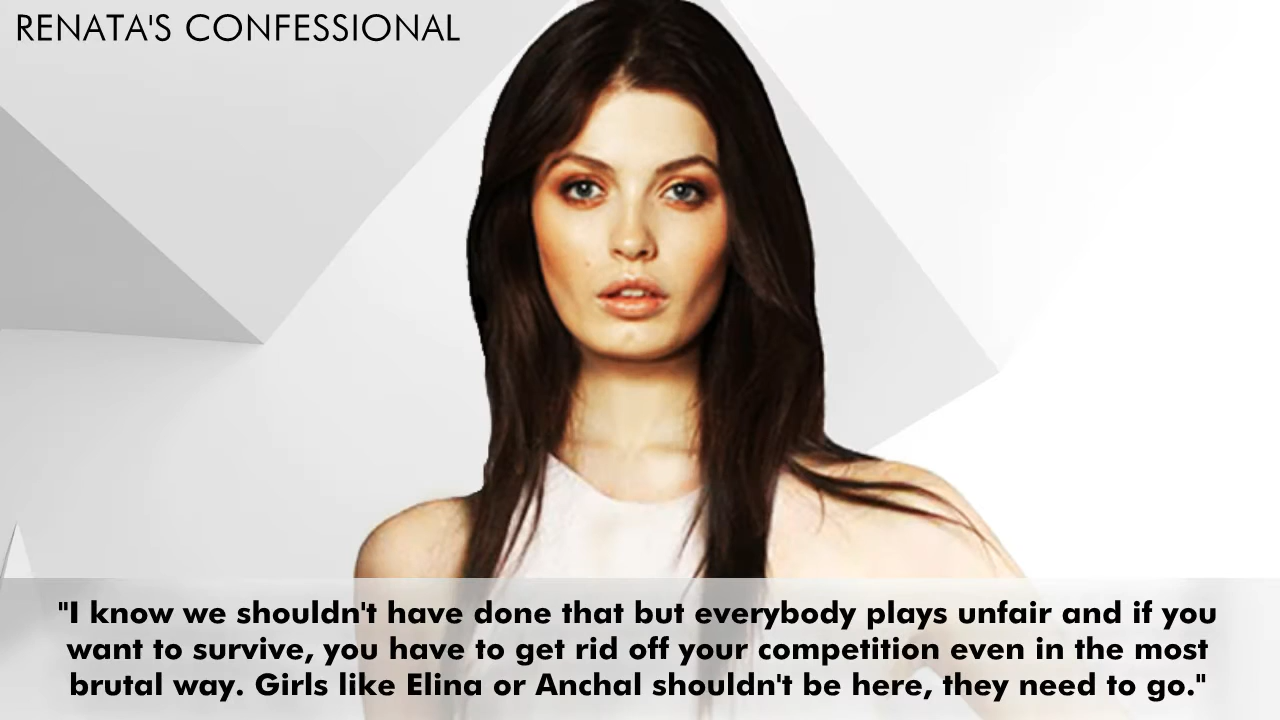 RENATA'S CONFESSIONAL
"I know we shouldn't have done that but everybody plays unfair and if you
want to survive, you have to get rid off your competition even in the most
brutal way. Girls like Elina or Anchal shouldn't be here, they need to go."